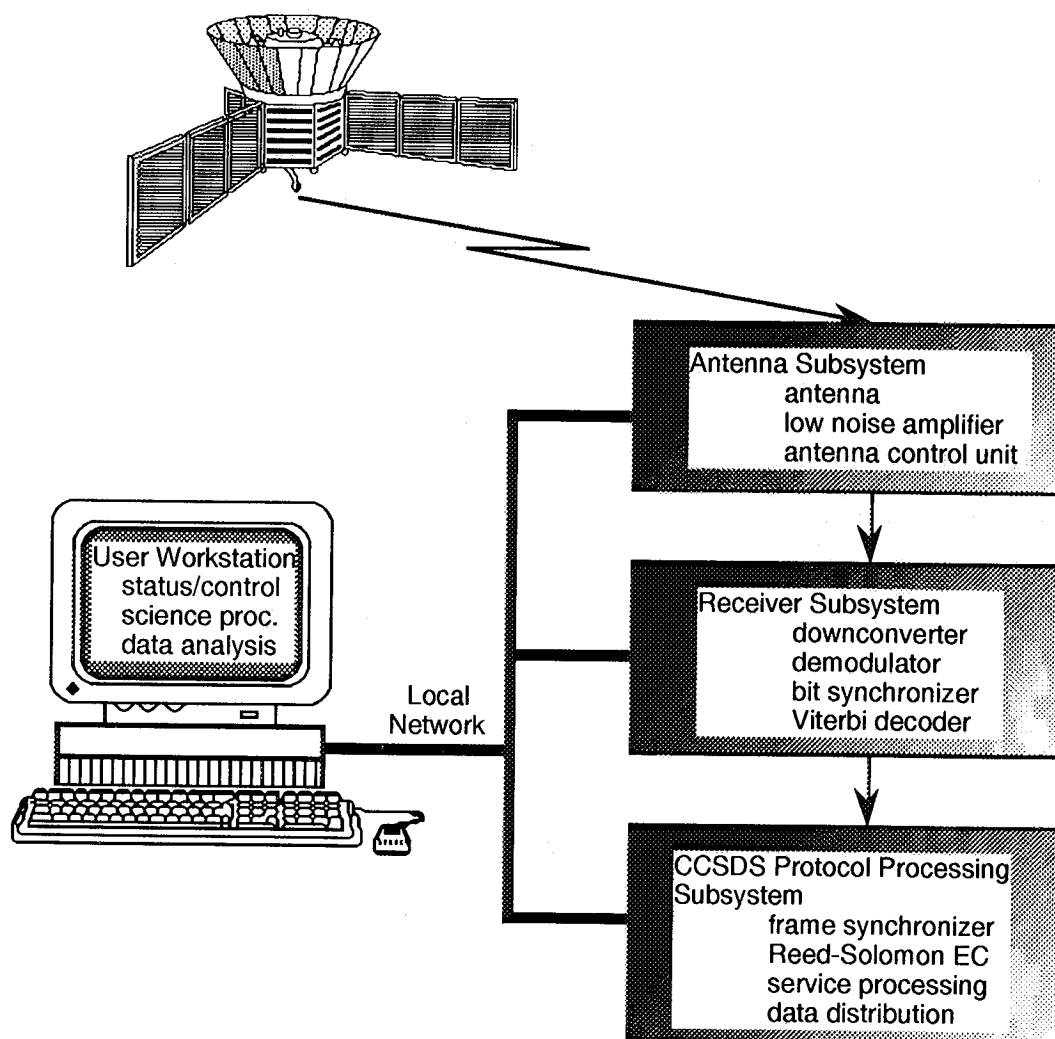 Antenna Subsystem
antenna
low noise amplifier
antenna control unit
User Workstation
status/control
science proc.
data analysis
Local
Network
Receiver Subsystem
downconverter
demodulator
bit synchronizer
Viterbi decoder
CCSDS Protocol Processing
Subsystem
frame synchronizer
Reed-Solomon EC
service processing
data distribution